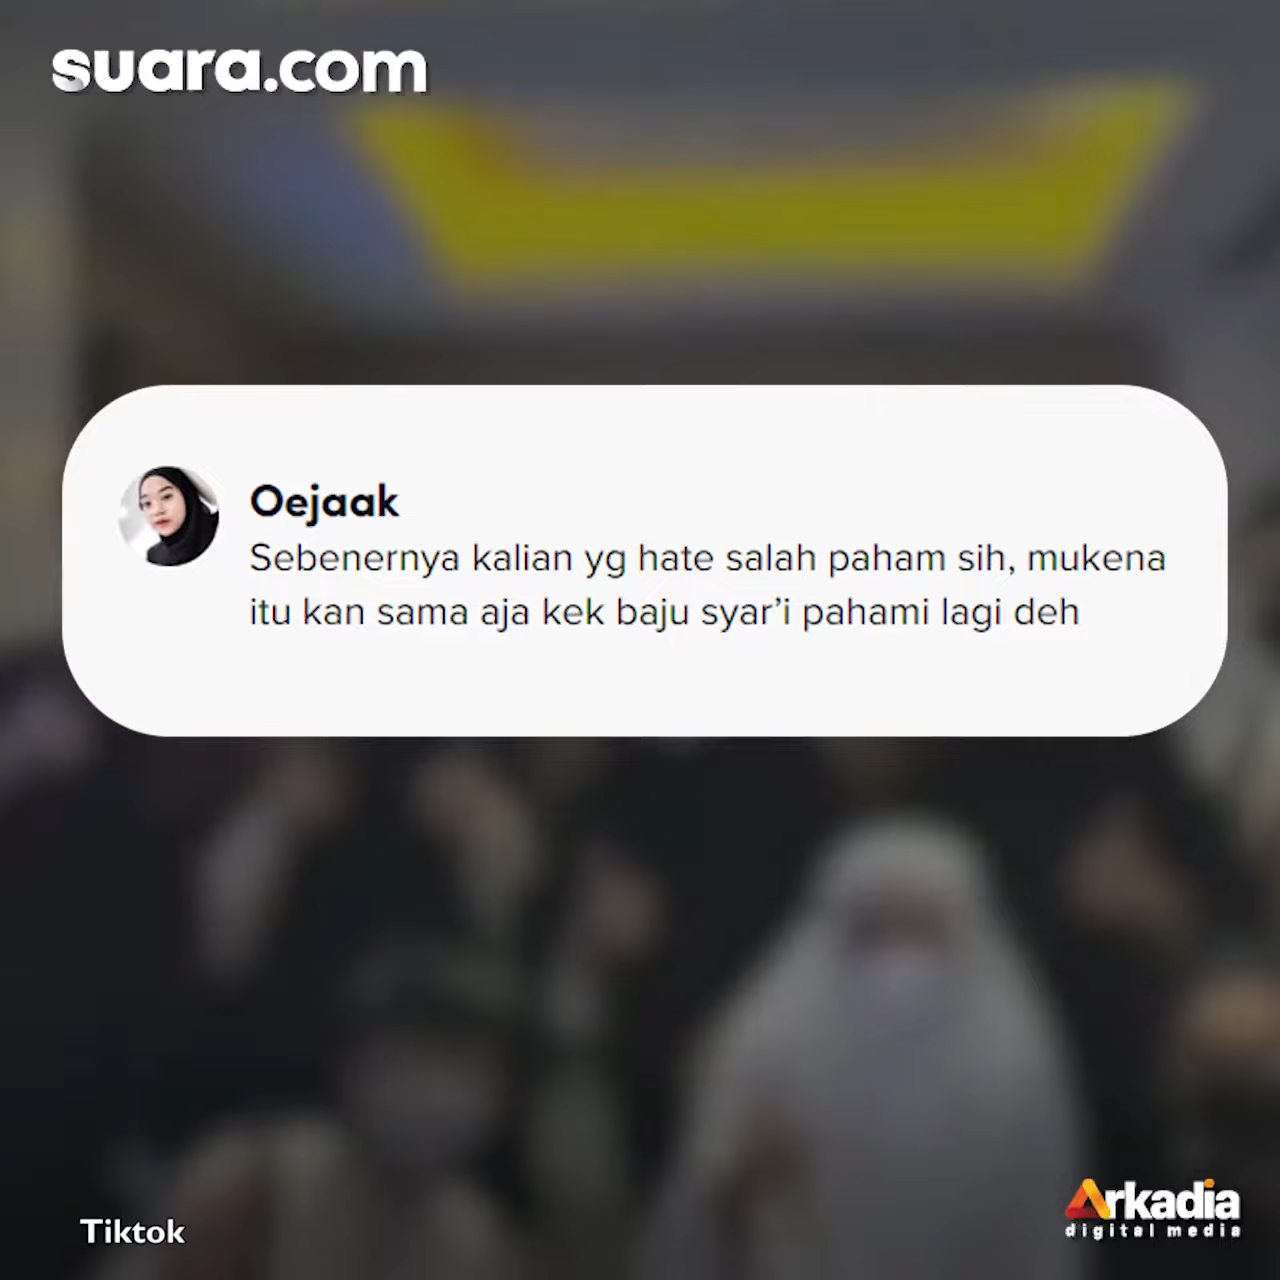 suara.com
Oejaak
Sebenernya kalian yg hate salah paham sih, mukena
itu kan sama aja kek baju syar’i pahami lagi deh
Tiktok
Arkadia
digital media